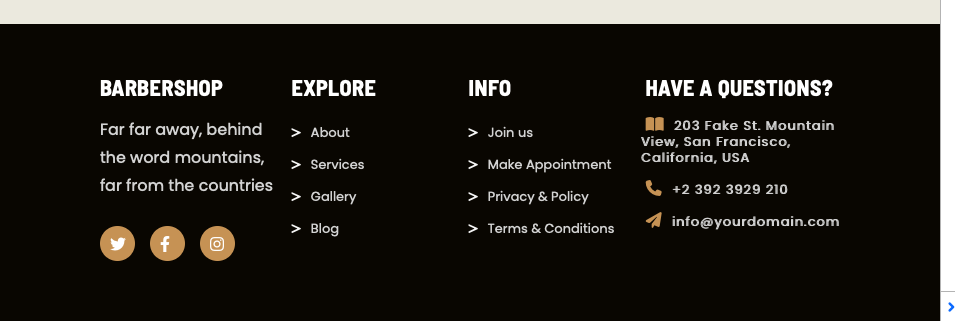 BARBERSHOP
Far far away, behind
the word mountains,
far from the countries
EXPLORE
About
Services
Gallery
Blog
INFO
Join us
Make Appointment
Privacy & Policy
Terms & Conditions
HAVE A QUESTIONS?
203 Fake St. Mountain
View, San Francisco,
California, USA
+2 392 3929 210
info@yourdomain.com